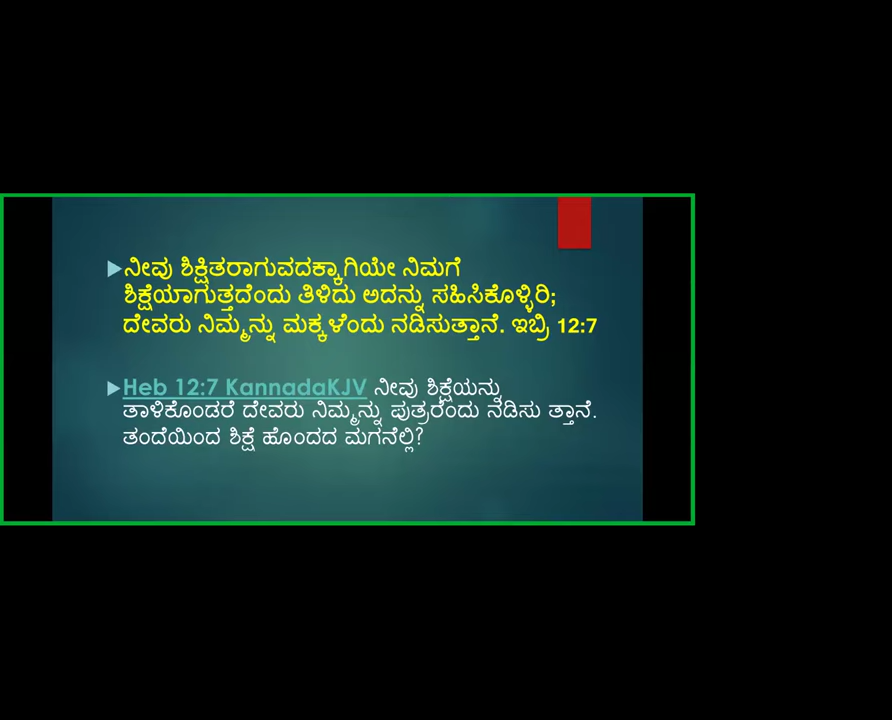 ನೀವು ಶಿಕ್ಷಿತರಾಗುವದಕ್ಕಾಗಿಯೇ ನಿಮಗೆ
ಶಿಕ್ಷೆಯಾಗುತ್ತದೆಂದು ತಿಳಿದು ಅದನ್ನು ಸಹಿಸಿಕೊಳ್ಳಿರಿ;
ದೇವರು ನಿಮ್ಮನ್ನು ಮಕ್ಕಳೆಂದು ನಡಿಸುತ್ತಾನೆ. ಇಬ್ರಿ 12:7
Heb 12:7 KannadaKJV ನೀವು ಶಿಕ್ಷೆಯನ್ನು
ತಾಳಿಕೊಂಡರೆ ದೇವರು ನಿಮ್ಮನ್ನು ಪುತ್ರರೆಂದು ನಡಿಸು ತ್ತಾನೆ.
ತಂದೆಯಿಂದ ಶಿಕ್ಷೆ ಹೊಂದದ ಮಗನೆಲ್ಲಿ?